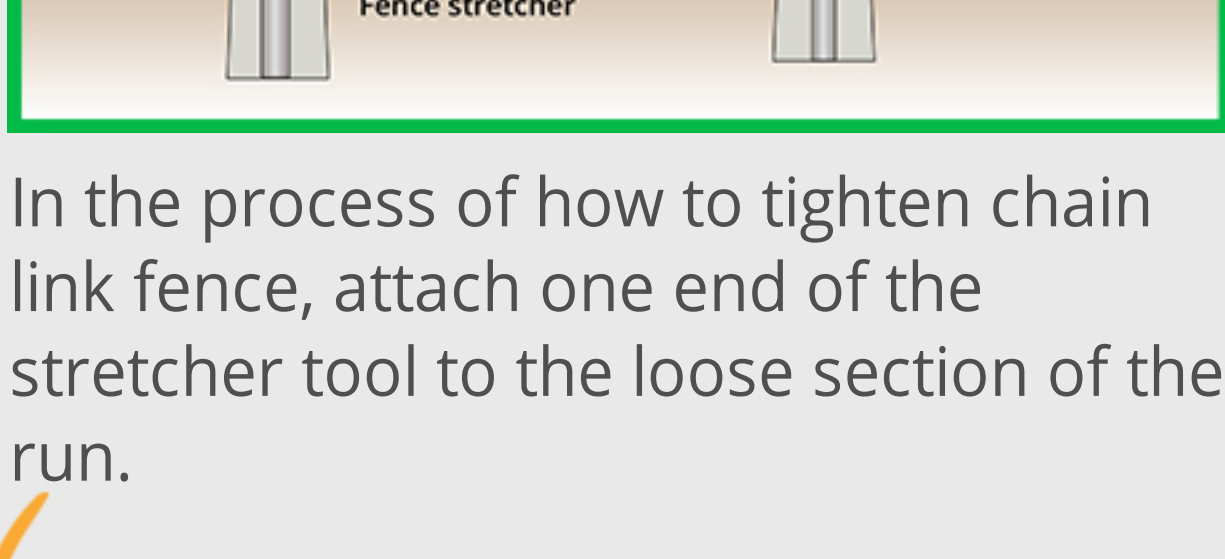 Fence stretcher
In the process of how to tighten chain
link fence, attach one end of the
stretcher tool to the loose section of the
run.